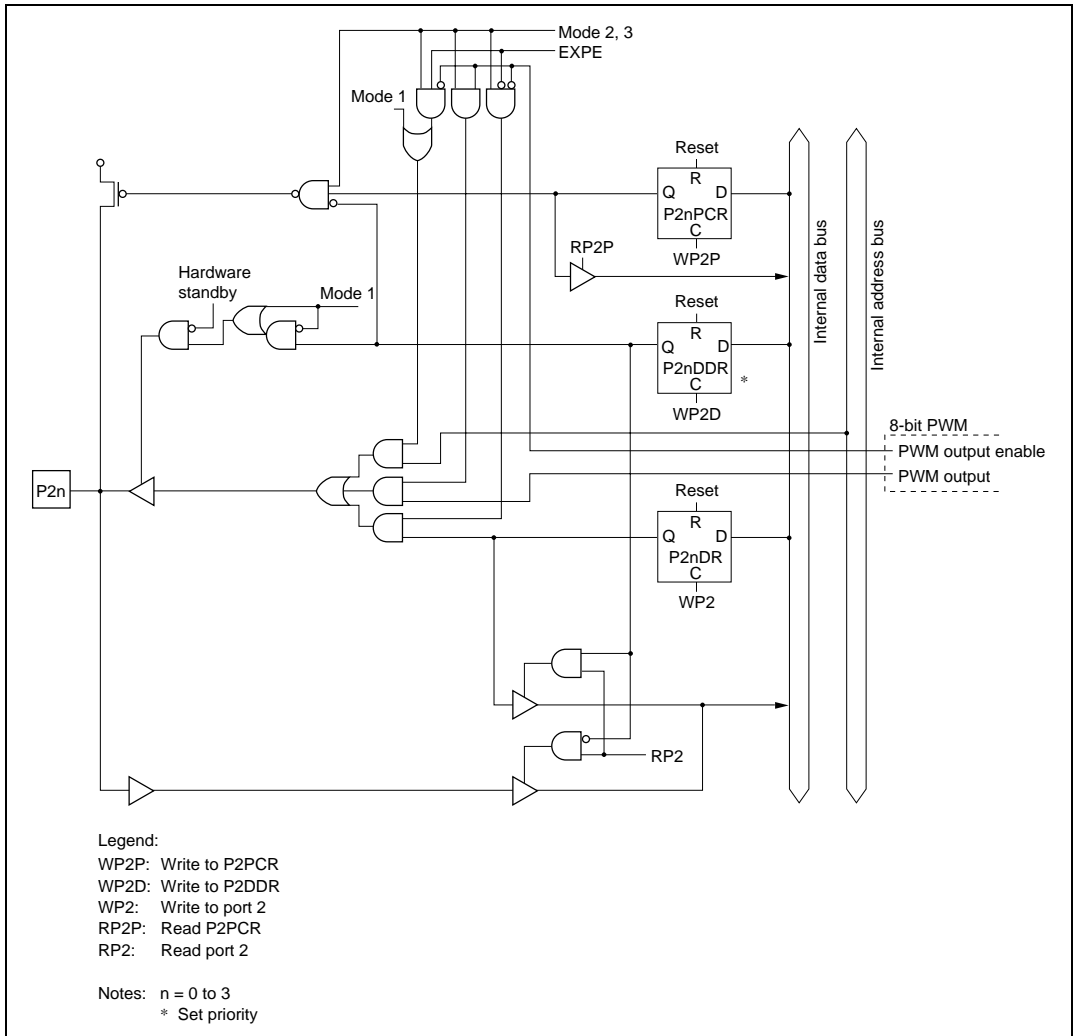 Mode 2, 3
EXPE
Mode 1
Reset
R
Q D
P2nPCR
C
WP2P
RP2P
Hardware
standby
Mode 1
Reset
R
Q D
P2nDDR
C
*
WP2D
Internal data bus
Internal address bus
8-bit PWM
PWM output enable
PWM output
P2n
Reset
R
Q D
P2nDR
C
WP2
RP2
Legend:
WP2P: Write to P2PCR
WP2D: Write to P2DDR
WP2: Write to port 2
RP2P: Read P2PCR
RP2: Read port 2
Notes: n = 0 to 3
* Set priority